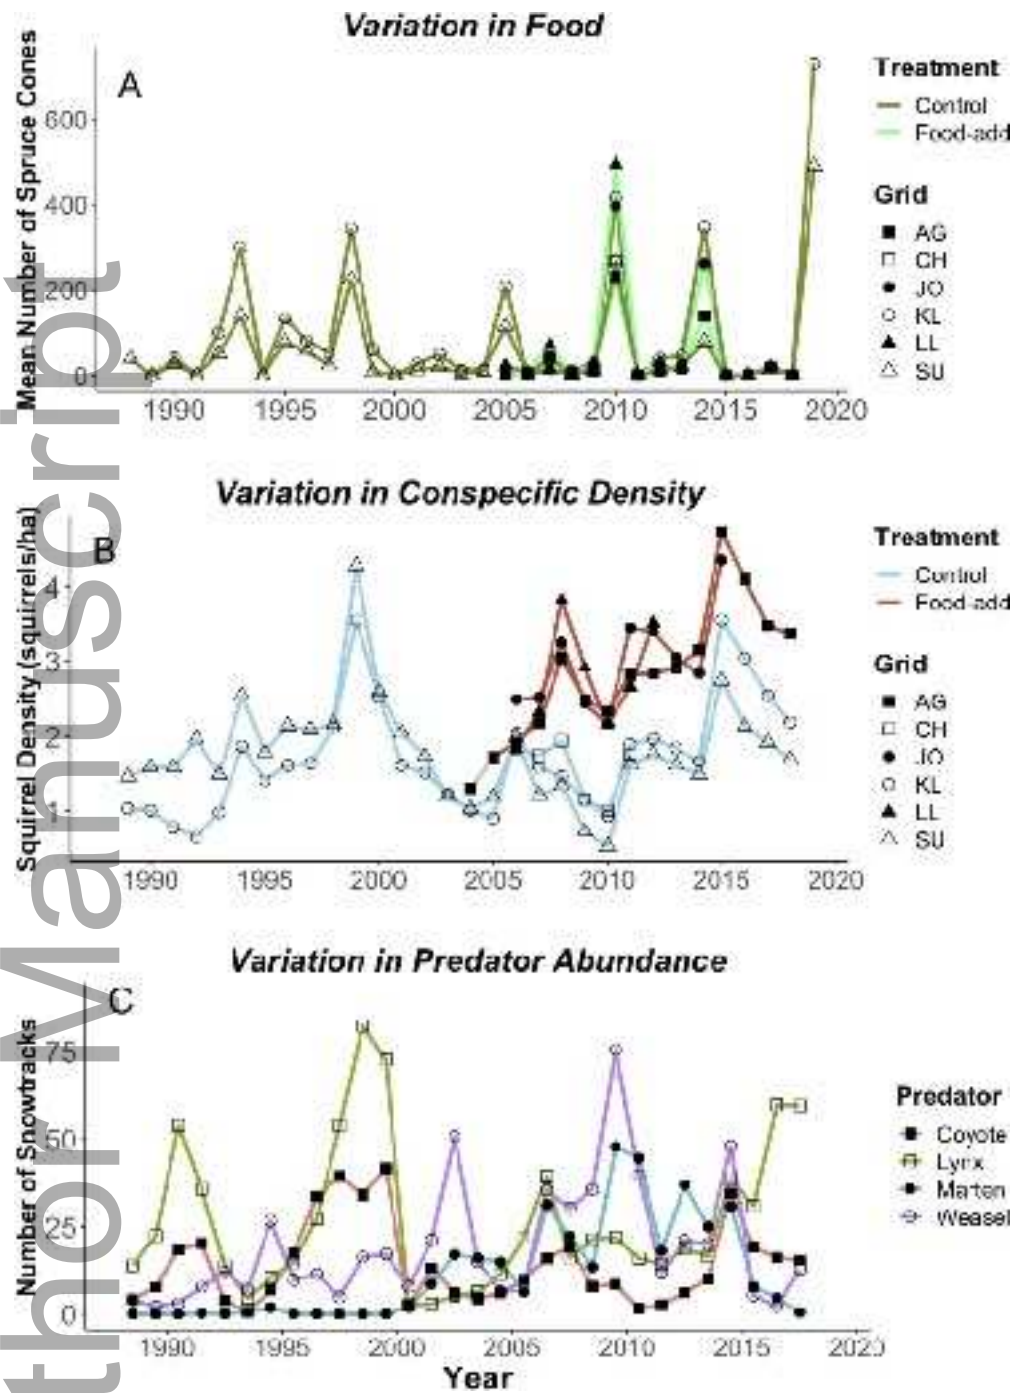 Variation in Food
A
Mean Number of Spruce Cones
600
400
200
0
1990 1995 2000 2005 2010 2015 2020
Treatment
Control
Food-add
Grid
AG
CH
JO
KL
LL
SU
Variation in Conspecific Density
B
Squirrel Density (squirrels/ha)
4
3
2
1
1990 1995 2000 2005 2010 2015 2020
Treatment
Control
Food-add
Grid
AG
CH
JO
KL
LL
SU
Variation in Predator Abundance
C
Number of Snowtracks
75
50
25
0
1990 1995 2000 2005 2010 2015 2020
Year
Predator
Coyote
Lynx
Marten
Weasel
thor Manuscript